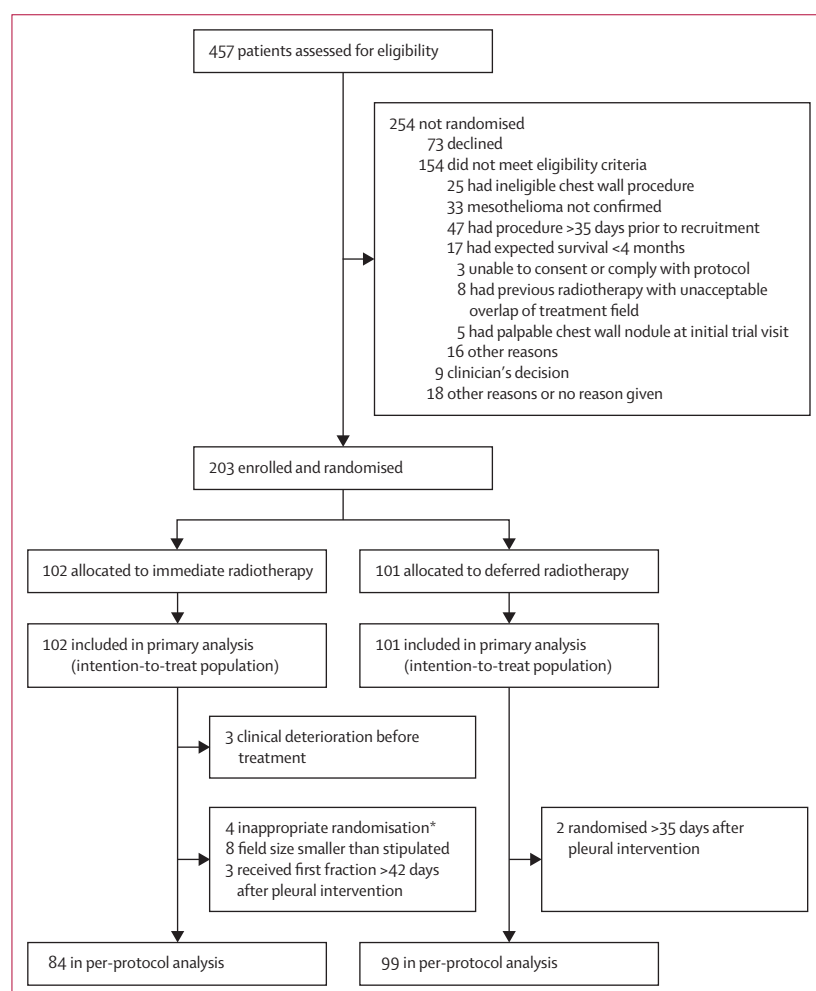 457 patients assessed for eligibility
254 not randomised
73 declined
154 did not meet eligibility criteria
25 had ineligible chest wall procedure
33 mesothelioma not confirmed
47 had procedure >35 days prior to recruitment
17 had expected survival <4 months
3 unable to consent or comply with protocol
8 had previous radiotherapy with unacceptable
overlap of treatment field
5 had palpable chest wall nodule at initial trial visit
16 other reasons
9 clinician's decision
18 other reasons or no reason given
203 enrolled and randomised
102 allocated to immediate radiotherapy
101 allocated to deferred radiotherapy
102 included in primary analysis
(intention-to-treat population)
101 included in primary analysis
(intention-to-treat population)
3 clinical deterioration before
treatment
4 inappropriate randomisation*
8 field size smaller than stipulated
3 received first fraction >42 days
after pleural intervention
2 randomised >35 days after
pleural intervention
84 in per-protocol analysis
99 in per-protocol analysis